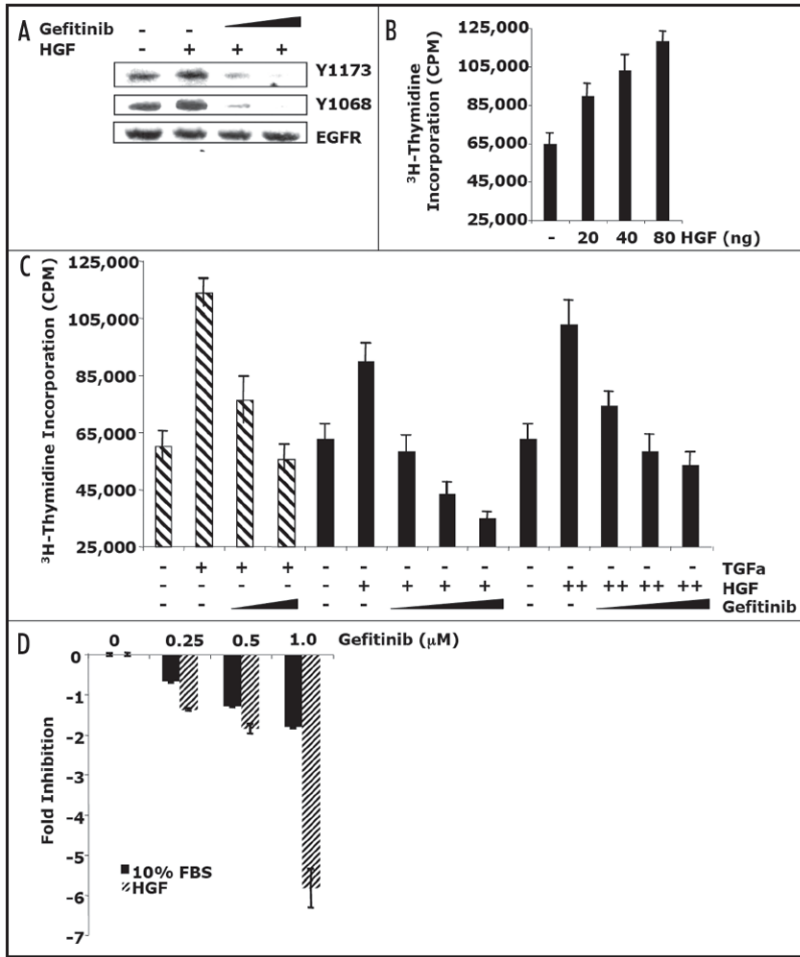 A
Gefitinib - -
HGF - + + +
Y1173
Y1068
EGFR
B
³H-Thymidine
Incorporation (CPM)
125,000
105,000
85,000
65,000
45,000
25,000
- 20 40 80 HGF (ng)
C
³H-Thymidine Incorporation (CPM)
125,000
105,000
85,000
65,000
45,000
25,000
- + + + - - - - - - - - - - TGFa
- - - - - + + + + - ++ ++ ++ ++ HGF
- - - - - - Gefitinib
D
0 0.25 0.5 1.0 Gefitinib (μM)
Fold Inhibition
0
-1
-2
-3
-4
-5
-6
-7
10% FBS
HGF